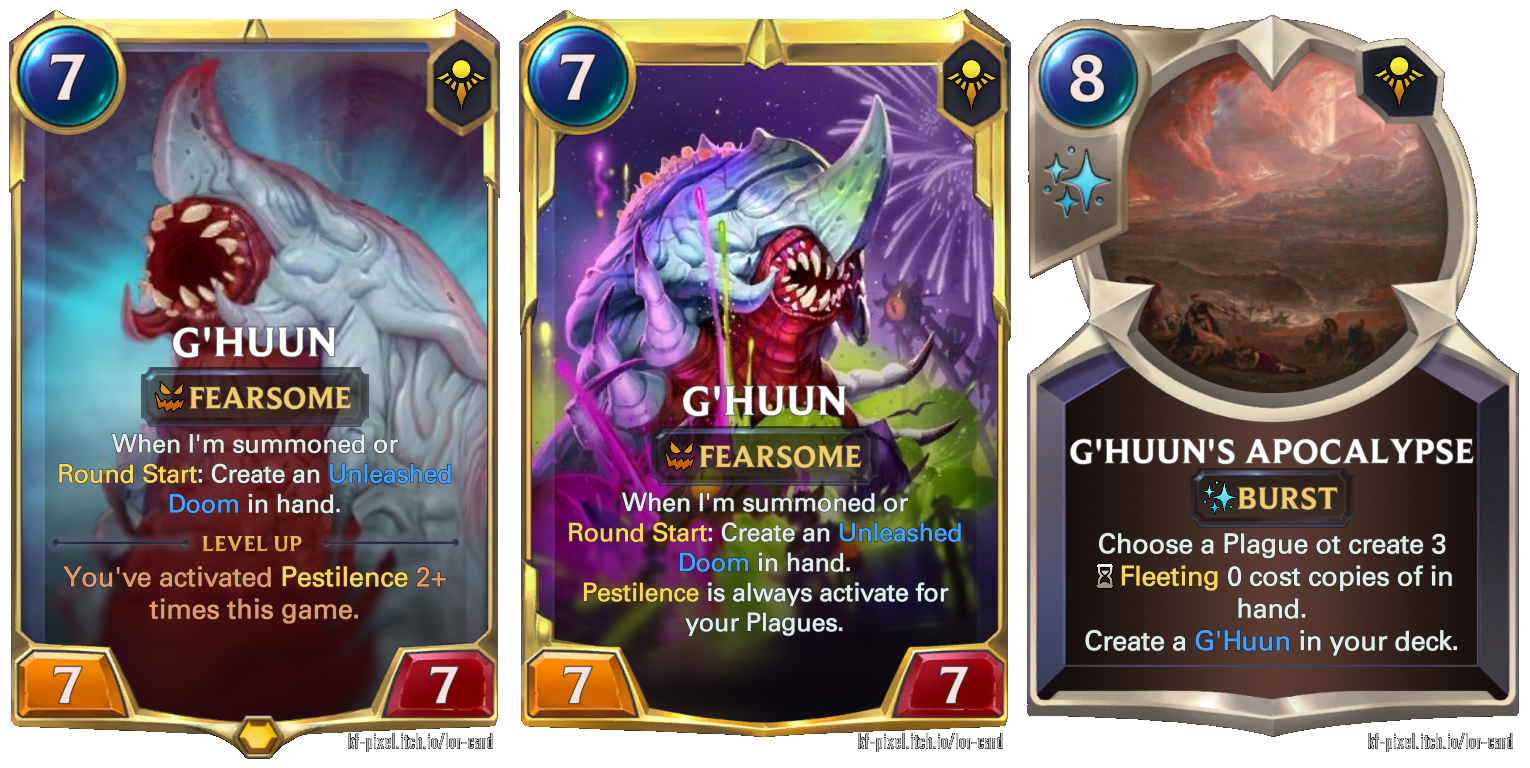 7
G'HUUN
FEARSOME
When I'm summoned or
Round Start: Create an Unleashed
Doom in hand.
LEVEL UP
You've activated Pestilence 2+
times this game.
7
7
kf-pixel.itch.io/lor-card
7
G'HUUN
FEARSOME
When I'm summoned or
Round Start: Create an Unleashed
Doom in hand.
Pestilence is always activate for
your Plagues.
7
7
kf-pixel.itch.io/lor-card
8
G'HUUN'S APOCALYPSE
BURST
Choose a Plague ot create 3
Fleeting 0 cost copies of in
hand.
Create a G'Huun in your deck.
kf-pixel.itch.io/lor-card